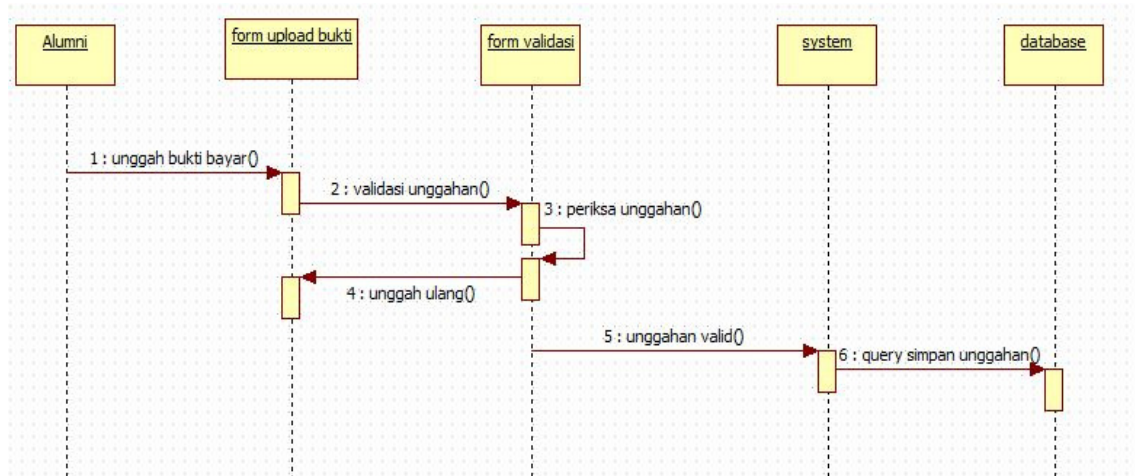 Alumni
form upload bukti
form validasi
system
database
1 : unggah bukti bayar()
2 : validasi unggahan()
3 : periksa unggahan()
4 : unggah ulang()
5 : unggahan valid()
6 : query simpan unggahan()